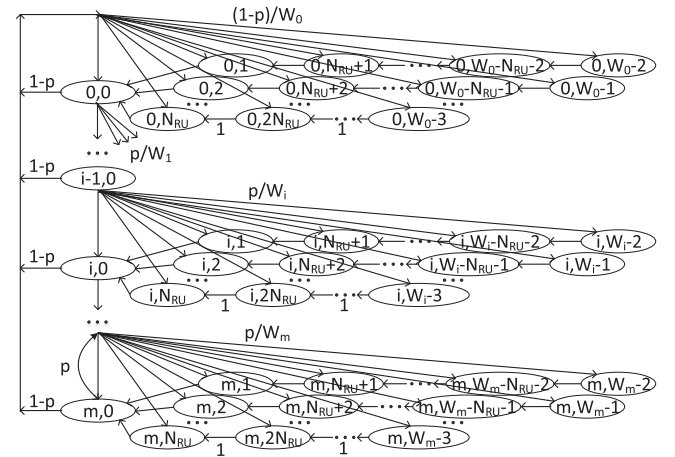 (1-p)/W₀
0,1 0,N_RU+1 ••• 0,W₀-N_RU-2 0,W₀-2
1-p 0,0 0,2 0,N_RU+2 0,W₀-N_RU-1 0,W₀-1
••• ••• •••
0,N_RU 1 0,2N_RU 1 ••• 0,W₀-3
p/W₁
•••
1-p i-1,0
p/Wᵢ
i,1 i,N_RU+1 ••• i,Wᵢ-N_RU-2 i,Wᵢ-2
1-p i,0 i,2 i,N_RU+2 i,Wᵢ-N_RU-1 i,Wᵢ-1
••• ••• •••
i,N_RU 1 i,2N_RU 1 ••• i,Wᵢ-3
•••
p/Wₘ
p
m,1 m,N_RU+1 ••• m,Wₘ-N_RU-2 m,Wₘ-2
1-p m,0 m,2 m,N_RU+2 m,Wₘ-N_RU-1 m,Wₘ-1
••• ••• •••
m,N_RU 1 m,2N_RU 1 ••• m,Wₘ-3